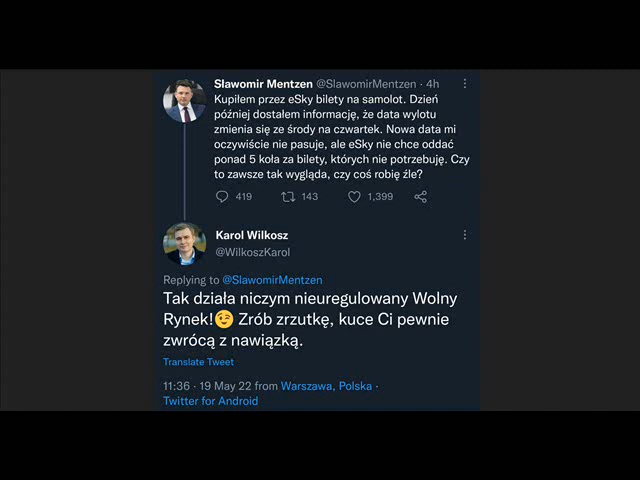 Slawomir Mentzen @SlawomirMentzen · 4h
Kupiłem przez eSky bilety na samolot. Dzień
później dostałem informację, że data wylotu
zmienia się ze środy na czwartek. Nowa data mi
oczywiście nie pasuje, ale eSky nie chce oddać
ponad 5 koła za bilety, których nie potrzebuję. Czy
to zawsze tak wygląda, czy coś robię źle?
419 143 1,399
Karol Wilkosz
@WilkoszKarol
Replying to @SlawomirMentzen
Tak działa niczym nieuregulowany Wolny
Rynek!😉 Zrób zrzutkę, kuce Ci pewnie
zwrócą z nawiązką.
Translate Tweet
11:36 · 19 May 22 from Warszawa, Polska ·
Twitter for Android